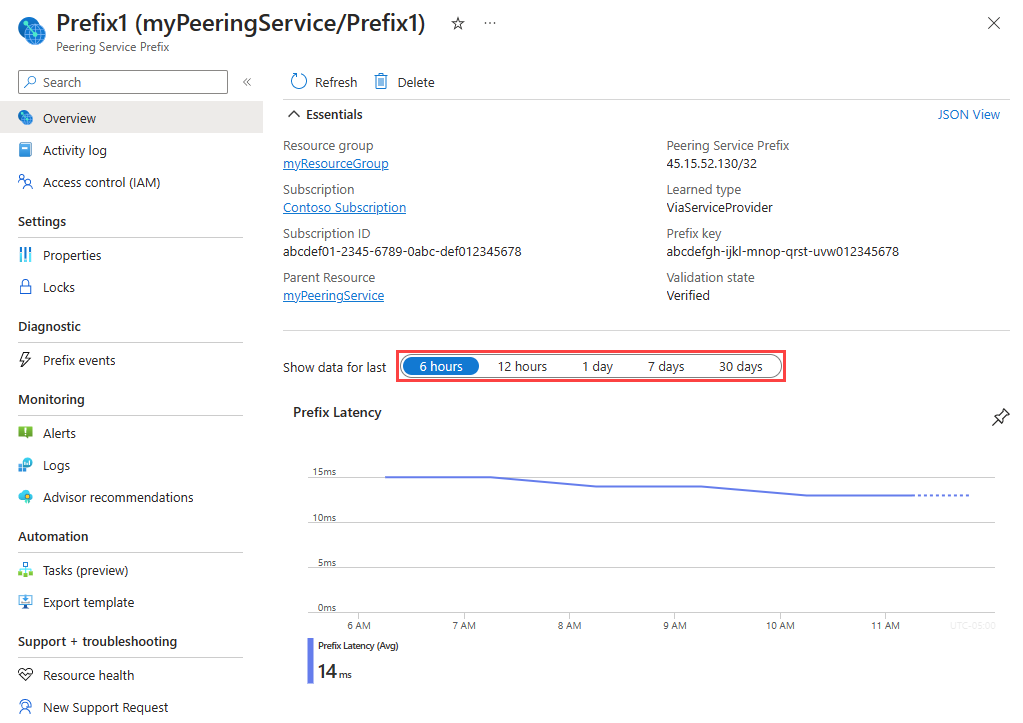 Prefix1 (myPeeringService/Prefix1)
Peering Service Prefix
Search
Overview
Activity log
Access control (IAM)
Settings
Properties
Locks
Diagnostic
Prefix events
Monitoring
Alerts
Logs
Advisor recommendations
Automation
Tasks (preview)
Export template
Support + troubleshooting
Resource health
New Support Request
Refresh
Delete
Essentials
JSON View
Resource group
myResourceGroup
Subscription
Contoso Subscription
Subscription ID
abcdef01-2345-6789-0abc-def012345678
Parent Resource
myPeeringService
Peering Service Prefix
45.15.52.130/32
Learned type
ViaServiceProvider
Prefix key
abcdefgh-ijkl-mnop-qrst-uvw012345678
Validation state
Verified
Show data for last 6 hours 12 hours 1 day 7 days 30 days
Prefix Latency
15ms
10ms
5ms
0ms
6 AM 7 AM 8 AM 9 AM 10 AM 11 AM UTC-05:00
Prefix Latency (Avg)
14 ms